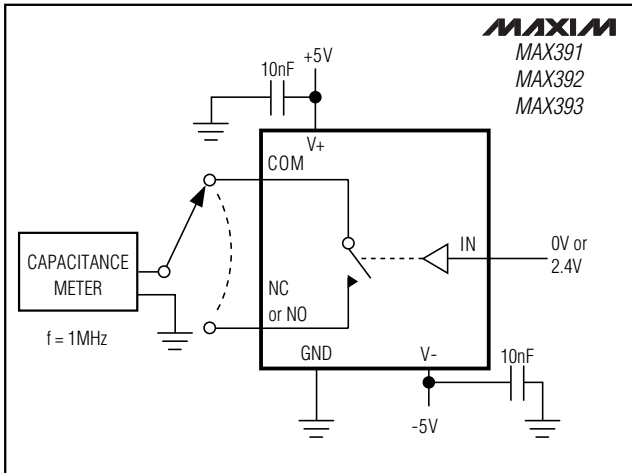 MAXIM
MAX391
MAX392
MAX393
+5V
10nF
V+
COM
IN
0V or
2.4V
CAPACITANCE
METER
f = 1MHz
NC
or NO
GND
V-
10nF
-5V